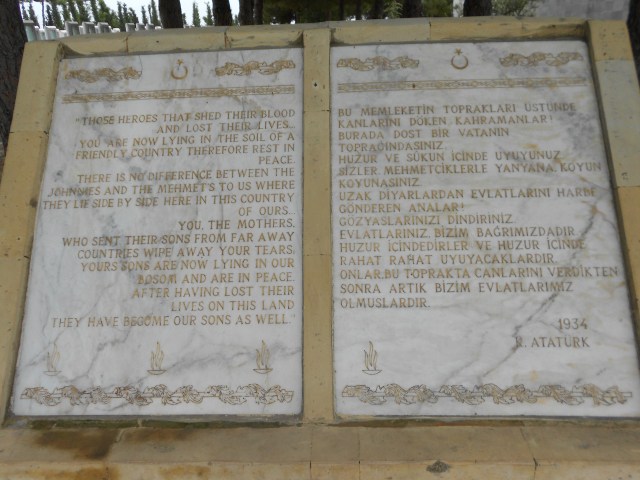 "THOSE HEROES THAT SHED THEIR BLOOD
AND LOST THEIR LIVES...
YOU ARE NOW LYING IN THE SOIL OF A
FRIENDLY COUNTRY THEREFORE REST IN
PEACE.
THERE IS NO DIFFERENCE BETWEEN THE
JOHNNIES AND THE MEHMETS TO US WHERE
THEY LIE SIDE BY SIDE HERE IN THIS COUNTRY
OF OURS...
YOU, THE MOTHERS,
WHO SENT THEIR SONS FROM FAR AWAY
COUNTRIES WIPE AWAY YOUR TEARS,
YOURS SONS ARE NOW LYING IN OUR
BOSOM AND ARE IN PEACE.
AFTER HAVING LOST THEIR
LIVES ON THIS LAND
THEY HAVE BECOME OUR SONS AS WELL."
BU MEMLEKETİN TOPRAKLARI ÜSTÜNDE
KANLARINI DÖKEN KAHRAMANLAR!
BURADA DOST BİR VATANIN
TOPRAĞINDASINIZ.
HUZUR VE SÜKUN İÇİNDE UYUYUNUZ.
SİZLER, MEHMETCİKLERLE YANYANA KOYUN
KOYUNASINIZ.
UZAK DİYARLARDAN EVLATLARINI HARBE
GÖNDEREN ANALAR!
GÖZYAŞLARINIZI DİNDİRİNİZ.
EVLATLARINIZ, BİZİM BAĞRIMIZDADIR.
HUZUR İÇİNDEDİRLER VE HUZUR İÇİNDE
RAHAT RAHAT UYUYACAKLARDIR.
ONLAR, BU TOPRAKTA CANLARINI VERDİKTEN
SONRA ARTIK BİZİM EVLATLARIMIZ
OLMUSLARDIR.
1934
K. ATATÜRK